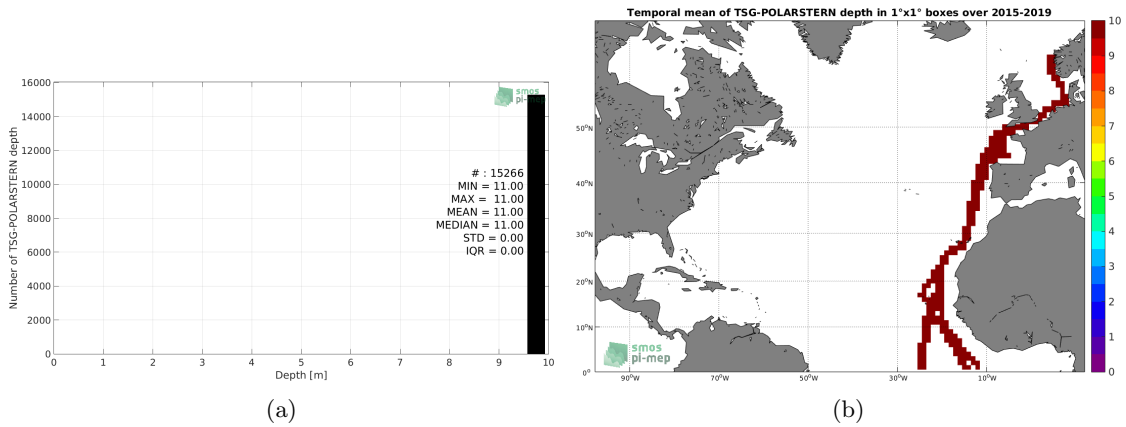 Temporal mean of TSG-POLARSTERN depth in 1°x1° boxes over 2015-2019
16000
14000
12000
10000
8000
6000
4000
2000
0
Number of TSG-POLARSTERN depth
smos
pi-mep
# : 15266
MIN = 11.00
MAX = 11.00
MEAN = 11.00
MEDIAN = 11.00
STD = 0.00
IQR = 0.00
0 1 2 3 4 5 6 7 8 9 10
Depth [m]
(a)
50°N
40°N
30°N
20°N
10°N
0°
90°W 70°W 50°W 30°W 10°W
smos
pi-mep
10
9
8
7
6
5
4
3
2
1
0
(b)